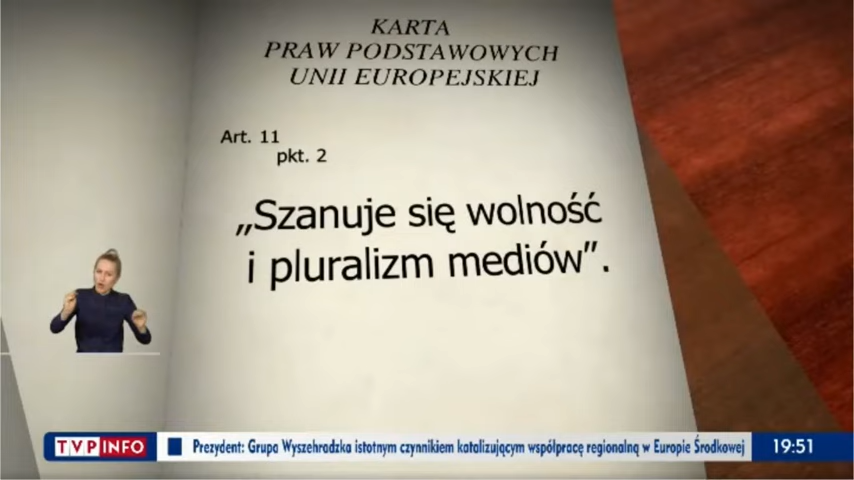 KARTA
PRAW PODSTAWOWYCH
UNII EUROPEJSKIEJ
Art. 11
pkt. 2
„Szanuje się wolność
i pluralizm mediów”.
TVP INFO
Prezydent: Grupa Wyszehradzka istotnym czynnikiem katalizującym współpracę regionalną w Europie Środkowej
19:51